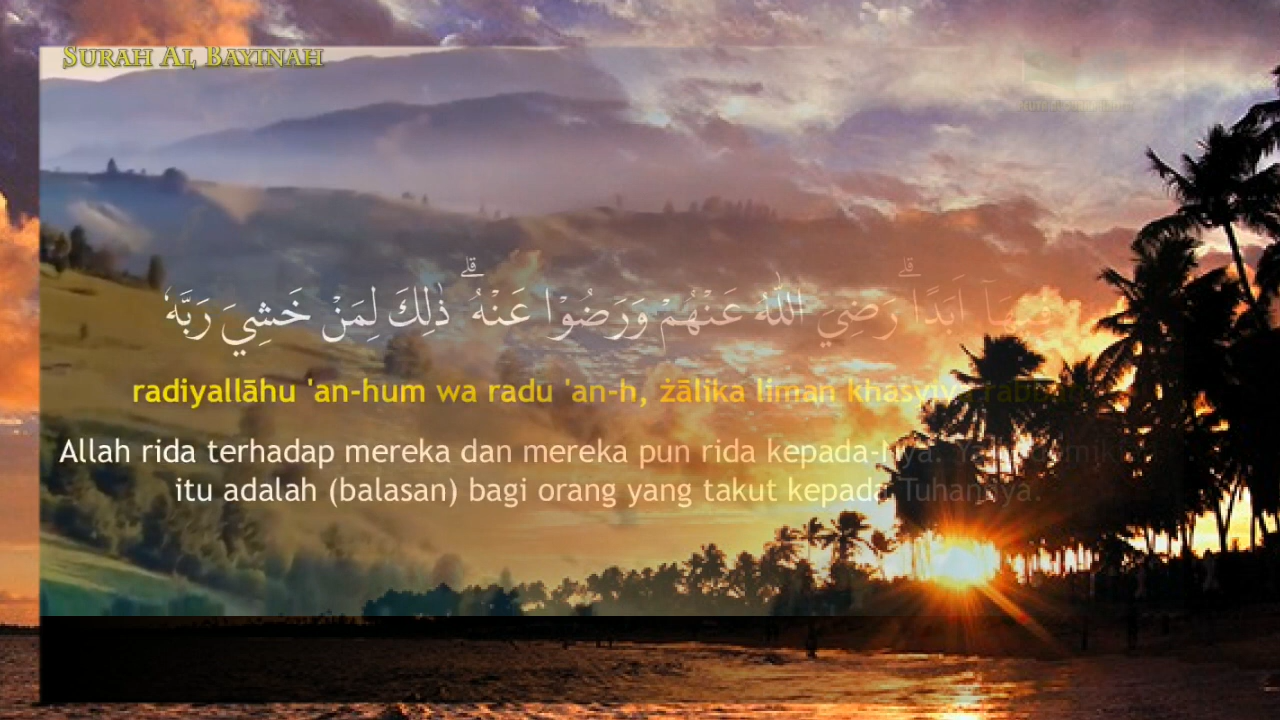 SURAH AL BAYINAH
فِيْهَآ اَبَدًاۗ رَضِيَ اللّٰهُ عَنْهُمْ وَرَضُوْا عَنْهُۗ ذٰلِكَ لِمَنْ خَشِيَ رَبَّهٗ
radiyallāhu 'an-hum wa radu 'an-h, żālika liman khasyiya
Allah rida terhadap mereka dan mereka pun rida kepada-Nya.
itu adalah (balasan) bagi orang yang takut kepada Tuhannya.